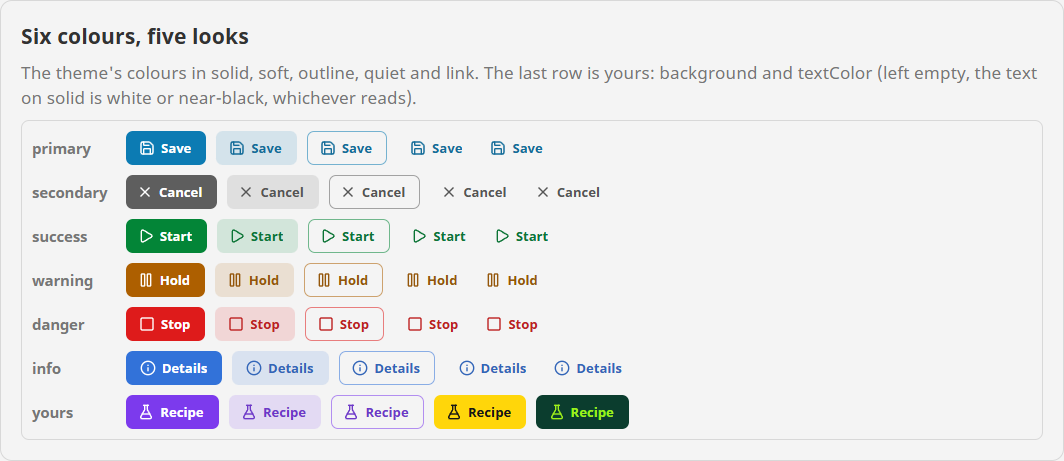 Six colours, five looks
The theme's colours in solid, soft, outline, quiet and link. The last row is yours: background and textColor (left empty, the text
on solid is white or near-black, whichever reads).
primary Save Save Save Save Save
secondary Cancel Cancel Cancel Cancel Cancel
success Start Start Start Start Start
warning Hold Hold Hold Hold Hold
danger Stop Stop Stop Stop Stop
info Details Details Details Details Details
yours Recipe Recipe Recipe Recipe Recipe